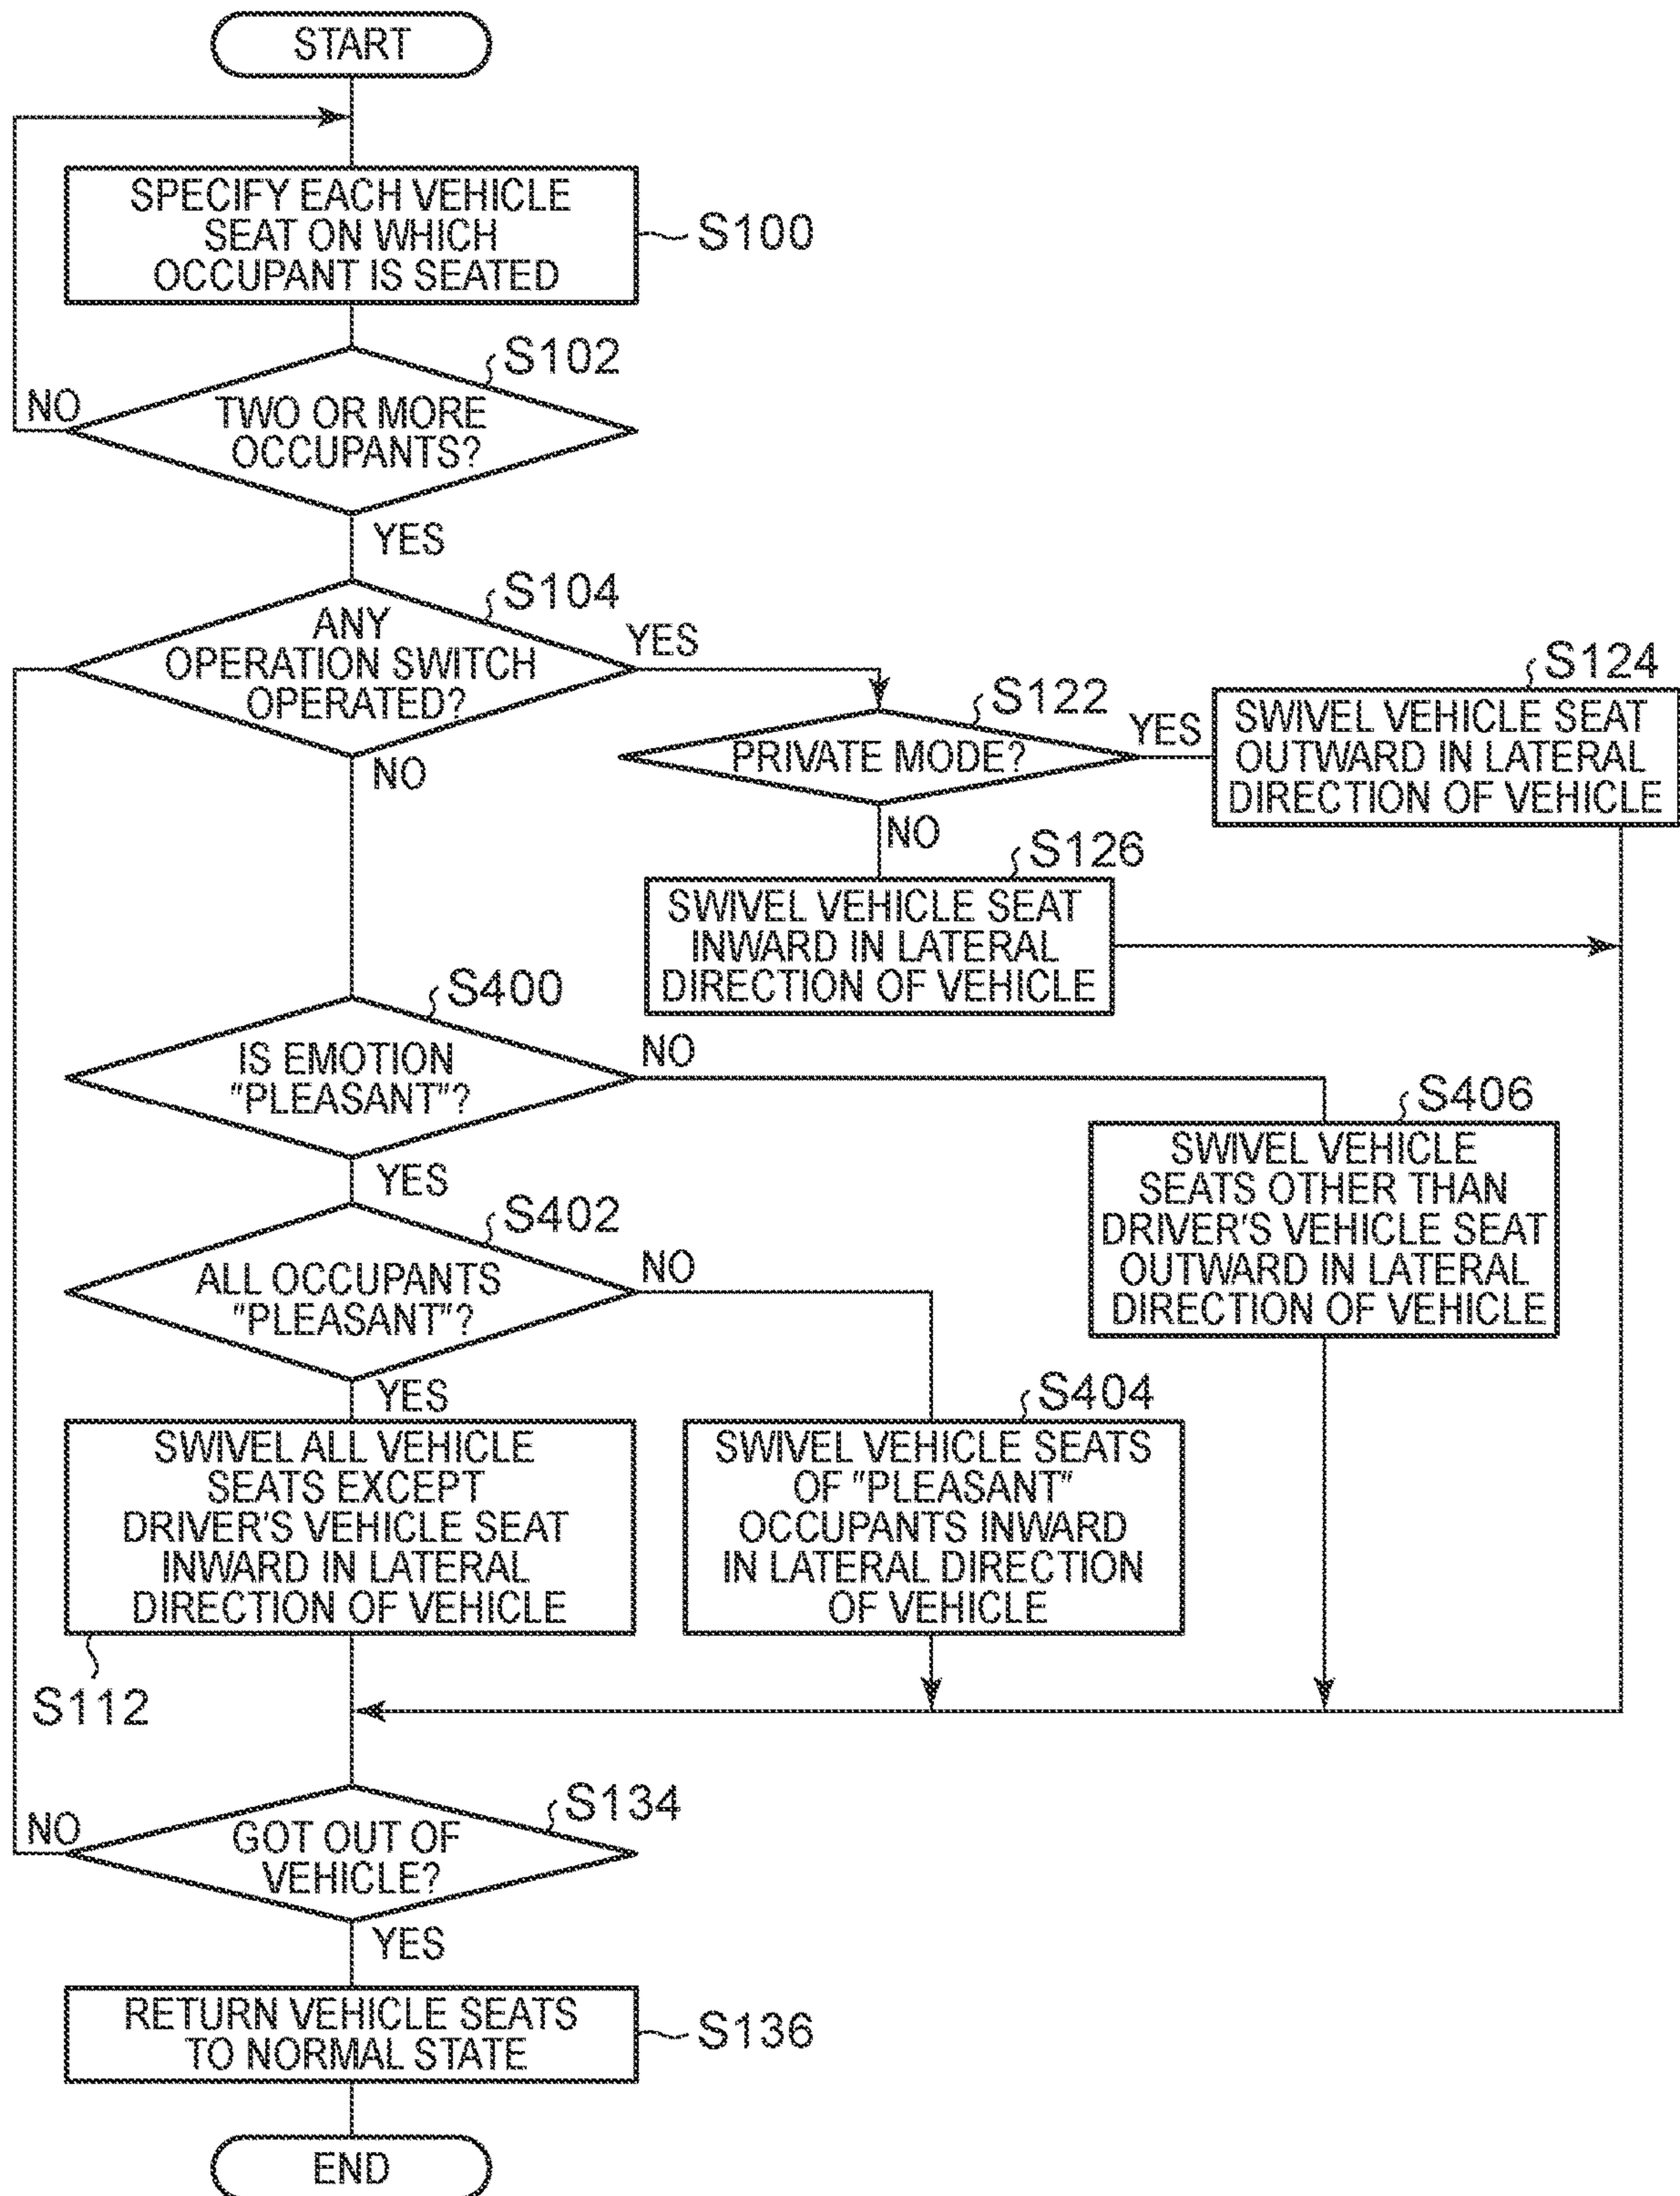 START
SPECIFY EACH VEHICLE
SEAT ON WHICH
OCCUPANT IS SEATED
S100
S102
NO
TWO OR MORE
OCCUPANTS?
YES
S104
ANY
OPERATION SWITCH
OPERATED?
YES
NO
S122
PRIVATE MODE?
YES
S124
SWIVEL VEHICLE SEAT
OUTWARD IN LATERAL
DIRECTION OF VEHICLE
NO
S126
SWIVEL VEHICLE SEAT
INWARD IN LATERAL
DIRECTION OF VEHICLE
S400
IS EMOTION
"PLEASANT"?
NO
YES
S406
SWIVEL VEHICLE
SEATS OTHER THAN
DRIVER'S VEHICLE SEAT
OUTWARD IN LATERAL
DIRECTION OF VEHICLE
S402
ALL OCCUPANTS
"PLEASANT"?
NO
YES
S404
SWIVEL VEHICLE SEATS
OF "PLEASANT"
OCCUPANTS INWARD
IN LATERAL DIRECTION
OF VEHICLE
SWIVEL ALL VEHICLE
SEATS EXCEPT
DRIVER'S VEHICLE SEAT
INWARD IN LATERAL
DIRECTION OF VEHICLE
S112
S134
NO
GOT OUT OF
VEHICLE?
YES
RETURN VEHICLE SEATS
TO NORMAL STATE
S136
END